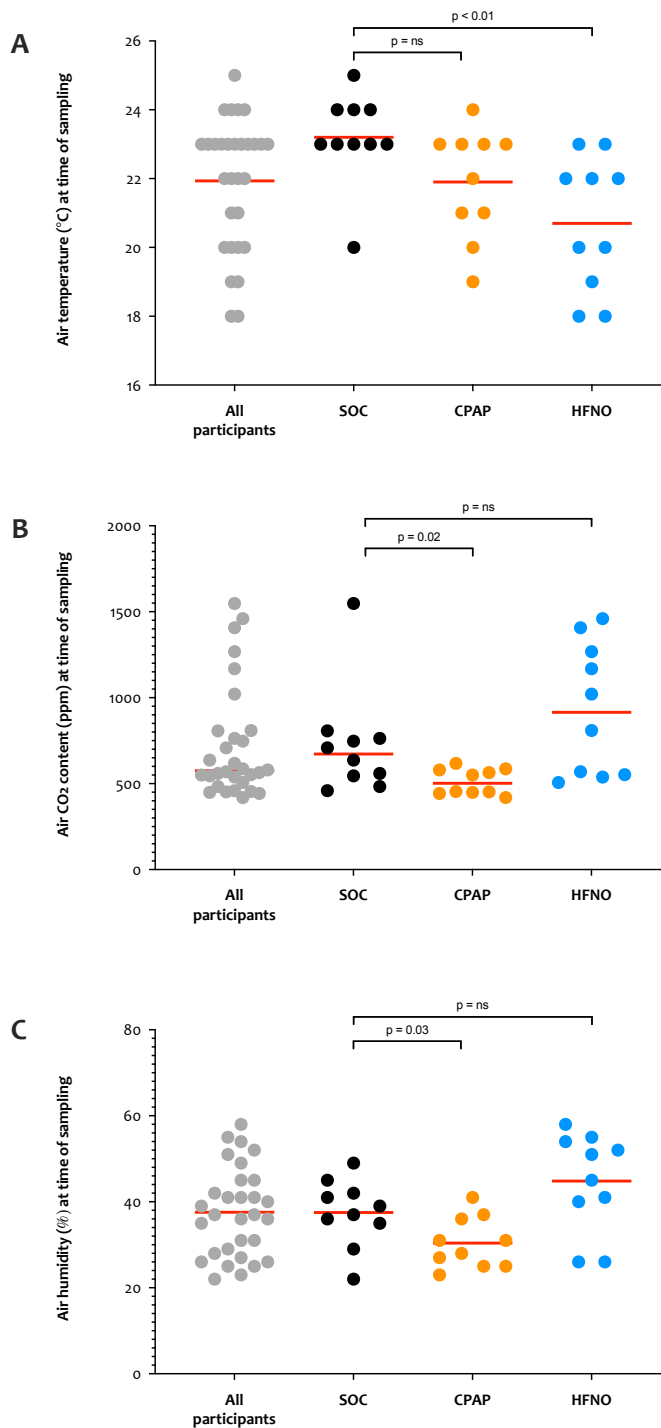 A
p < 0.01
p = ns
Air temperature (°C) at time of sampling
26
24
22
20
18
16
All
participants
SOC
CPAP
HFNO
B
p = ns
p = 0.02
Air CO2 content (ppm) at time of sampling
2000
1500
1000
500
0
All
participants
SOC
CPAP
HFNO
C
p = ns
p = 0.03
Air humidity (%) at time of sampling
80
60
40
20
0
All
participants
SOC
CPAP
HFNO